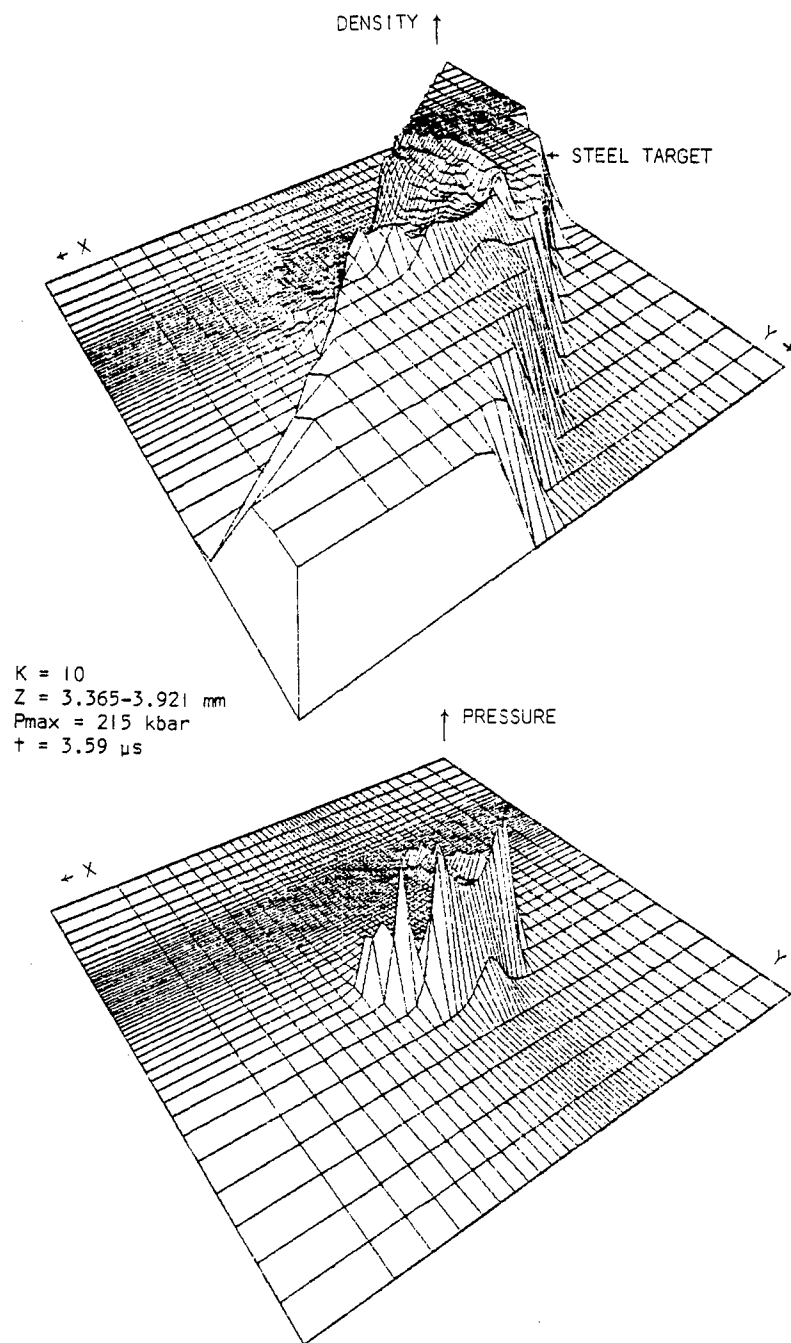 DENSITY ↑
← STEEL TARGET
← X
Y →
K = 10
Z = 3.365-3.921 mm
Pmax = 215 kbar
t = 3.59 µs
↑ PRESSURE
← X
Y →